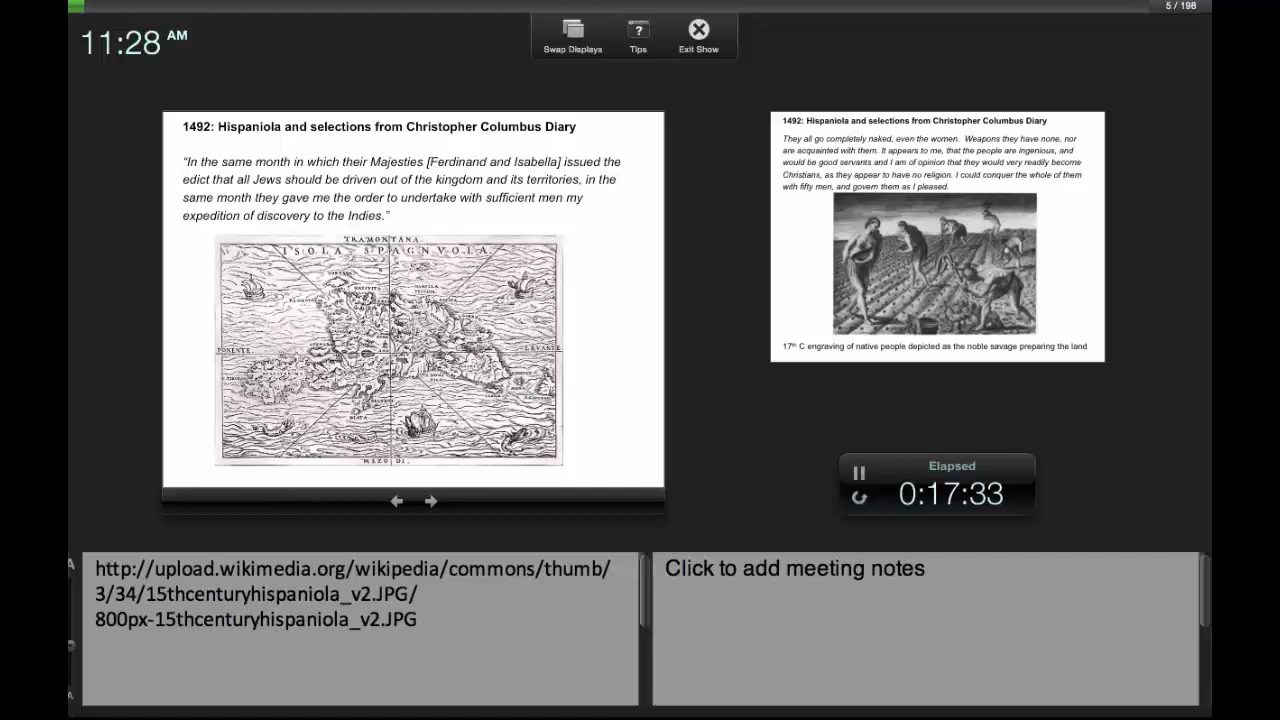 5 / 198
11:28 AM
Swap Displays
Tips
Exit Show
1492: Hispaniola and selections from Christopher Columbus Diary
“In the same month in which their Majesties [Ferdinand and Isabella] issued the
edict that all Jews should be driven out of the kingdom and its territories, in the
same month they gave me the order to undertake with sufficient men my
expedition of discovery to the Indies.”
TRAMONTANA.
ISOLA SPAGNVOLA.
PONENTE.
LEVANTE
MEZO DI.
1492: Hispaniola and selections from Christopher Columbus Diary
They all go completely naked, even the women. Weapons they have none, nor
are acquainted with them. It appears to me, that the people are ingenious, and
would be good servants and I am of opinion that they would very readily become
Christians, as they appear to have no religion. I could conquer the whole of them
with fifty men, and govern them as I pleased.
17th C engraving of native people depicted as the noble savage preparing the land
Elapsed
0:17:33
http://upload.wikimedia.org/wikipedia/commons/thumb/
3/34/15thcenturyhispaniola_v2.JPG/
800px-15thcenturyhispaniola_v2.JPG
Click to add meeting notes